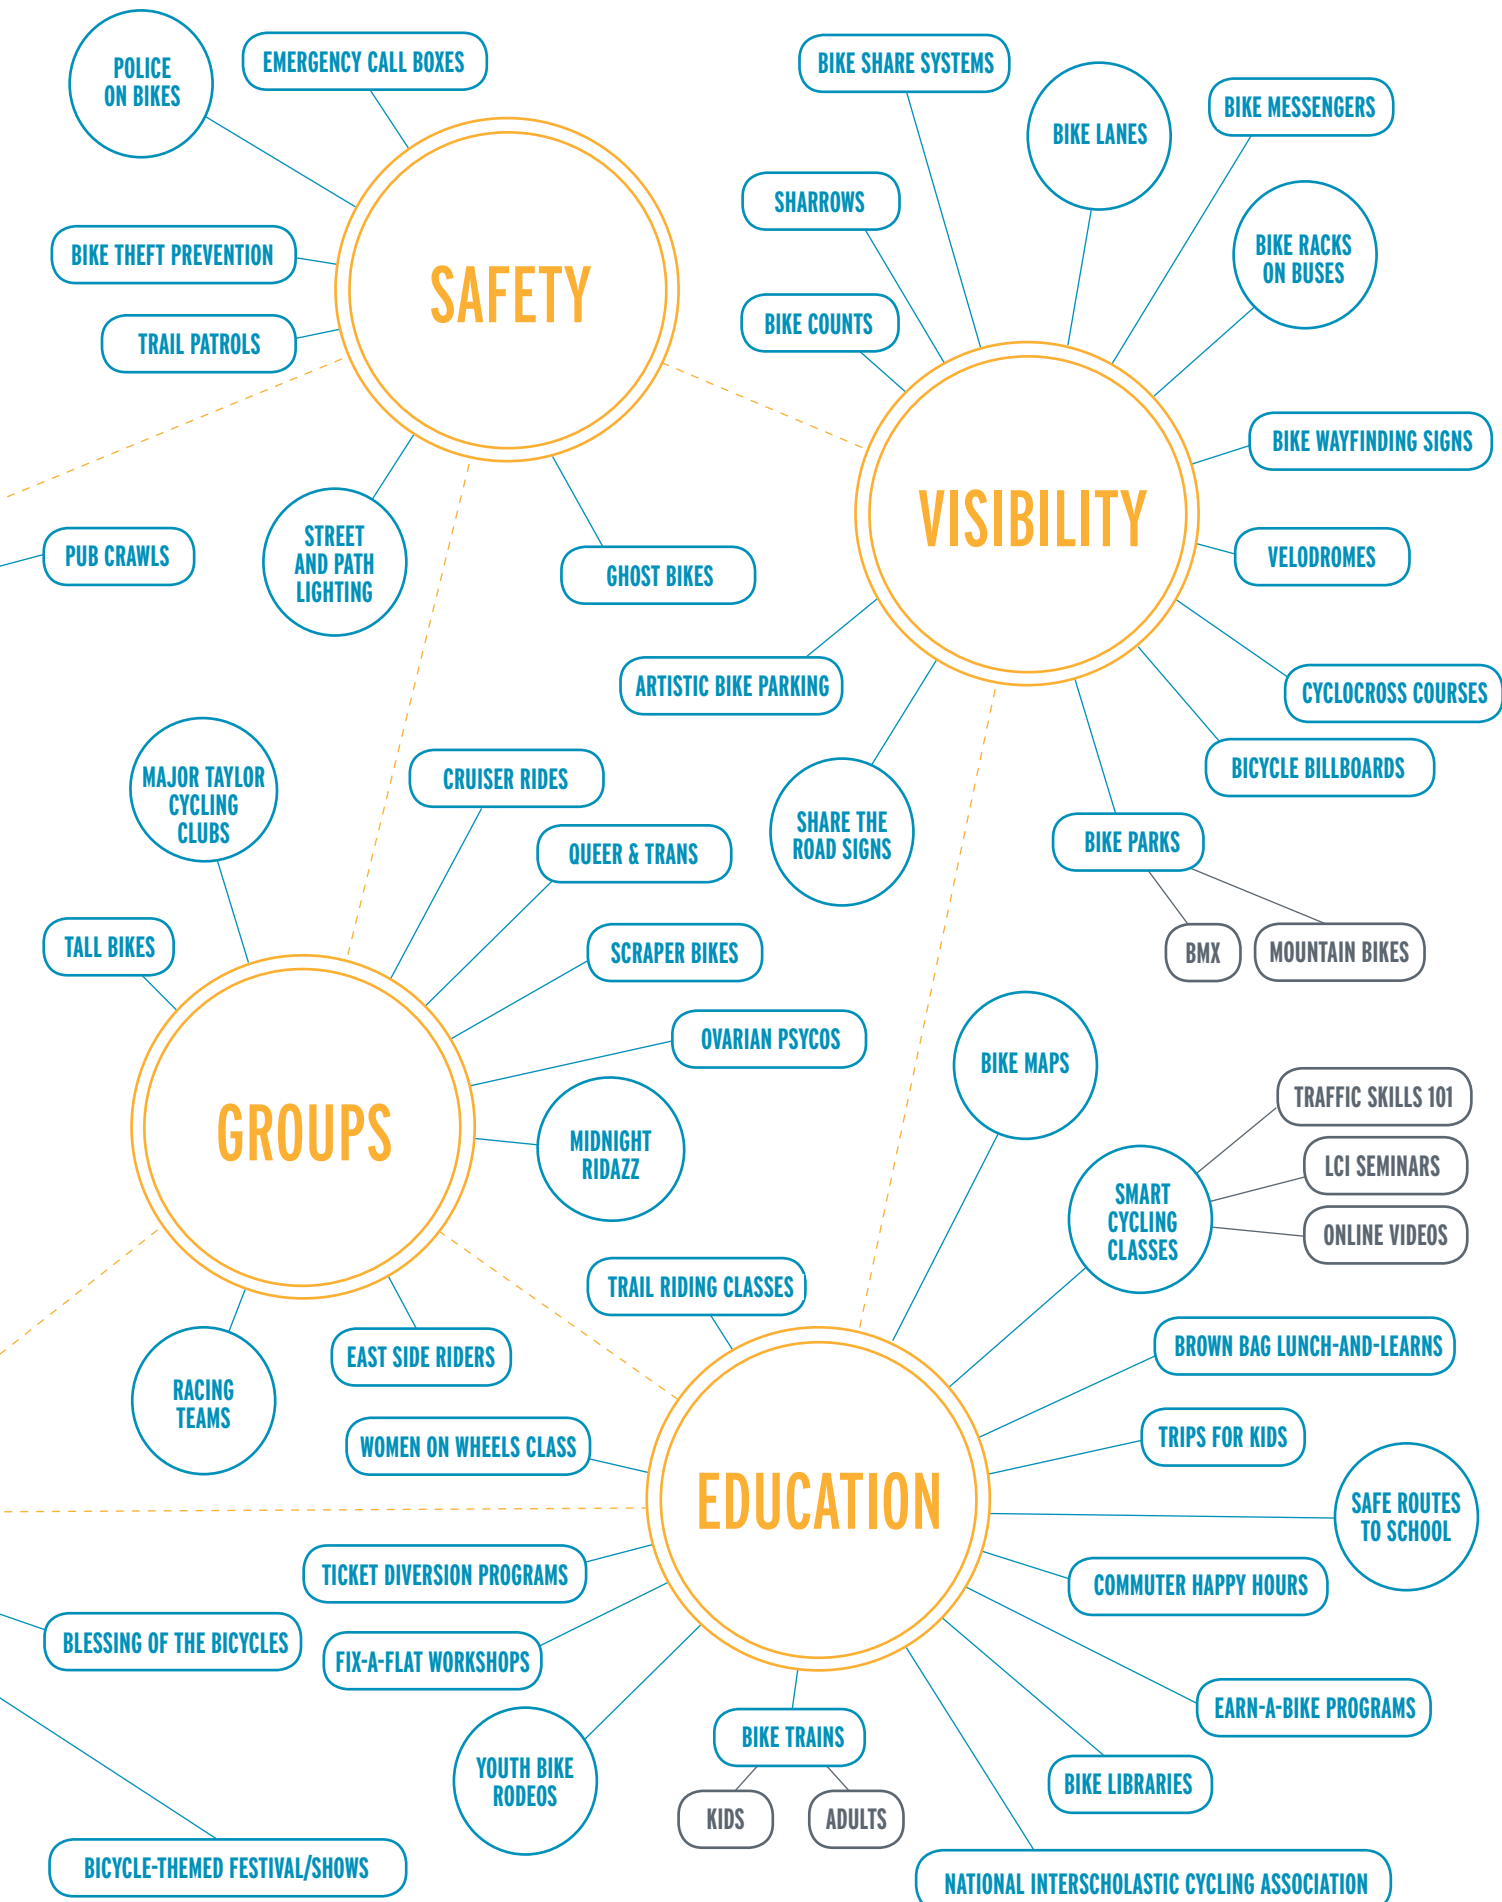 POLICE
ON BIKES
EMERGENCY CALL BOXES
BIKE THEFT PREVENTION
TRAIL PATROLS
SAFETY
STREET
AND PATH
LIGHTING
GHOST BIKES
PUB CRAWLS
BIKE SHARE SYSTEMS
BIKE LANES
BIKE MESSENGERS
SHARROWS
BIKE RACKS
ON BUSES
BIKE COUNTS
VISIBILITY
BIKE WAYFINDING SIGNS
VELODROMES
ARTISTIC BIKE PARKING
CYCLOCROSS COURSES
BICYCLE BILLBOARDS
SHARE THE
ROAD SIGNS
BIKE PARKS
BMX
MOUNTAIN BIKES
MAJOR TAYLOR
CYCLING
CLUBS
CRUISER RIDES
QUEER & TRANS
TALL BIKES
SCRAPER BIKES
OVARIAN PSYCOS
GROUPS
MIDNIGHT
RIDAZZ
RACING
TEAMS
EAST SIDE RIDERS
BIKE MAPS
TRAFFIC SKILLS 101
LCI SEMINARS
ONLINE VIDEOS
SMART
CYCLING
CLASSES
TRAIL RIDING CLASSES
BROWN BAG LUNCH-AND-LEARNS
WOMEN ON WHEELS CLASS
TRIPS FOR KIDS
EDUCATION
SAFE ROUTES
TO SCHOOL
TICKET DIVERSION PROGRAMS
COMMUTER HAPPY HOURS
FIX-A-FLAT WORKSHOPS
EARN-A-BIKE PROGRAMS
YOUTH BIKE
RODEOS
BIKE TRAINS
KIDS
ADULTS
BIKE LIBRARIES
NATIONAL INTERSCHOLASTIC CYCLING ASSOCIATION
BLESSING OF THE BICYCLES
BICYCLE-THEMED FESTIVAL/SHOWS